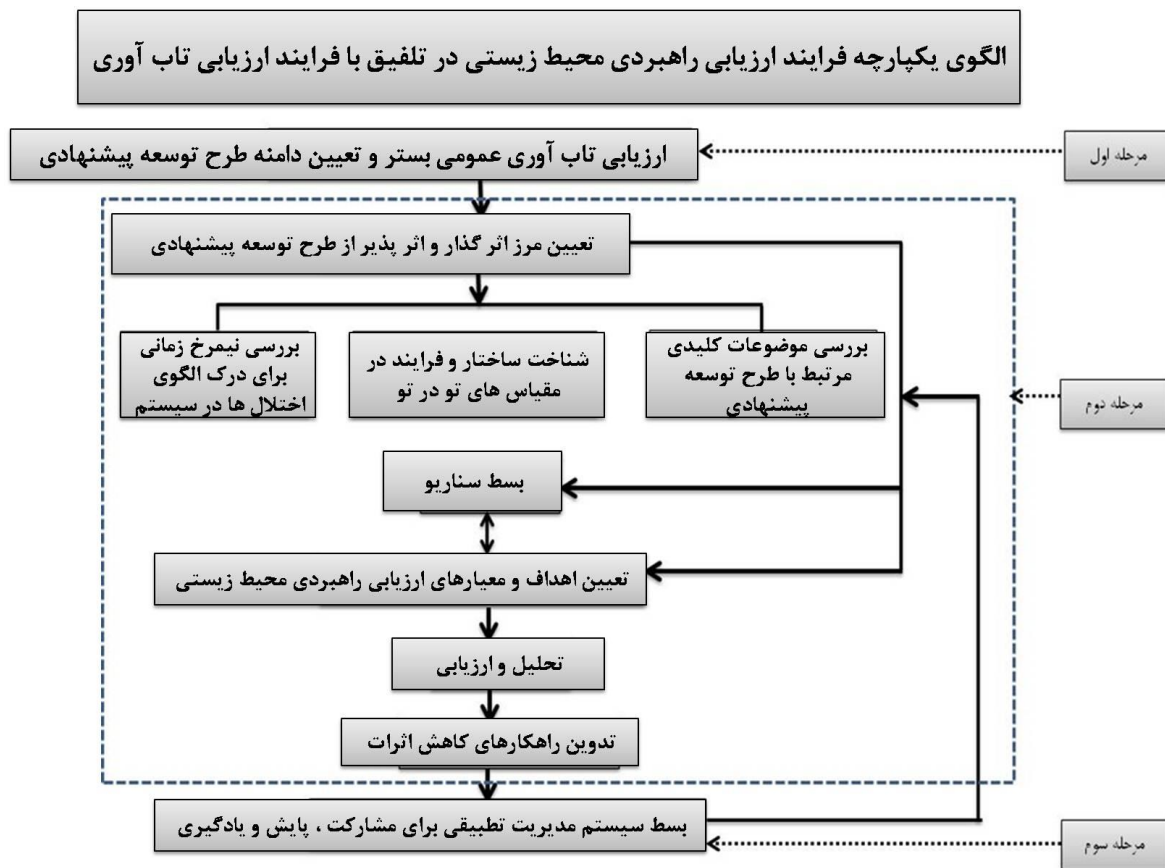 الگوی یکپارچه فرایند ارزیابی راهبردی محیط زیستی در تلفیق با فرایند ارزیابی تاب آوری
ارزیابی تاب آوری عمومی بستر و تعیین دامنه طرح توسعه پیشنهادی
مرحله اول
تعیین مرز اثر گذار و اثر پذیر از طرح توسعه پیشنهادی
بررسی موضوعات کلیدی
مرتبط با طرح توسعه
پیشنهادی
شناخت ساختار و فرایند در
مقیاس های تو در تو
بررسی نیمرخ زمانی
برای درک الگوی
اختلال ها در سیستم
مرحله دوم
بسط سناریو
تعیین اهداف و معیارهای ارزیابی راهبردی محیط زیستی
تحلیل و ارزیابی
تدوین راهکارهای کاهش اثرات
بسط سیستم مدیریت تطبیقی برای مشارکت ، پایش و یادگیری
مرحله سوم